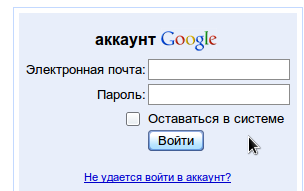 аккаунт Google
Электронная почта:
Пароль:
Оставаться в системе
Войти
Не удается войти в аккаунт?